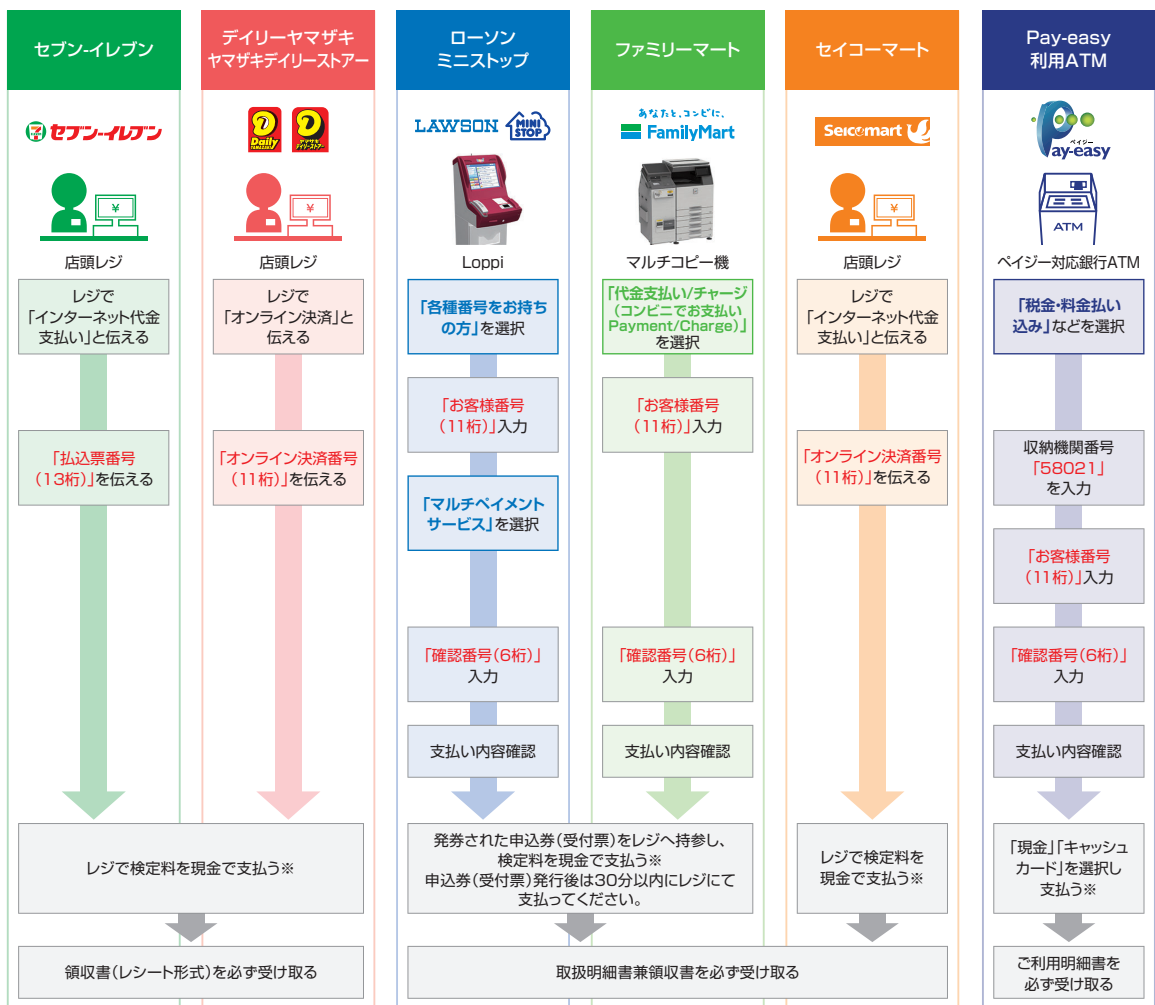 セブン-イレブン
セブン-イレブン
店頭レジ
レジで
「インターネット代金
支払い」と伝える
「払込票番号
(13桁)」を伝える
デイリーヤマザキ
ヤマザキデイリーストアー
Daily
YAMAZAKI
ヤマザキ
デイリーストアー
店頭レジ
レジで
「オンライン決済」と
伝える
「オンライン決済番号
(11桁)」を伝える
レジで検定料を現金で支払う※
領収書(レシート形式)を必ず受け取る
ローソン
ミニストップ
LAWSON
MINI
STOP
Loppi
「各種番号をお持ち
の方」を選択
「お客様番号
(11桁)」入力
「マルチペイメント
サービス」を選択
「確認番号(6桁)」
入力
支払い内容確認
ファミリーマート
あなたと、コンビに、
FamilyMart
マルチコピー機
「代金支払い/チャージ
(コンビニでお支払い
Payment/Charge)」
を選択
「お客様番号
(11桁)」入力
「確認番号(6桁)」
入力
支払い内容確認
発券された申込券(受付票)をレジへ持参し、
検定料を現金で支払う※
申込券(受付票)発行後は30分以内にレジにて
支払ってください。
セイコーマート
Seicomart
店頭レジ
レジで
「インターネット代金
支払い」と伝える
「オンライン決済番号
(11桁)」を伝える
レジで検定料を
現金で支払う※
取扱明細書兼領収書を必ず受け取る
Pay-easy
利用ATM
ペイジー
Pay-easy
ATM
ペイジー対応銀行ATM
「税金・料金払い
込み」などを選択
収納機関番号
「58021」
を入力
「お客様番号
(11桁)」入力
「確認番号(6桁)」
入力
支払い内容確認
「現金」「キャッシュ
カード」を選択し
支払う※
ご利用明細書を
必ず受け取る